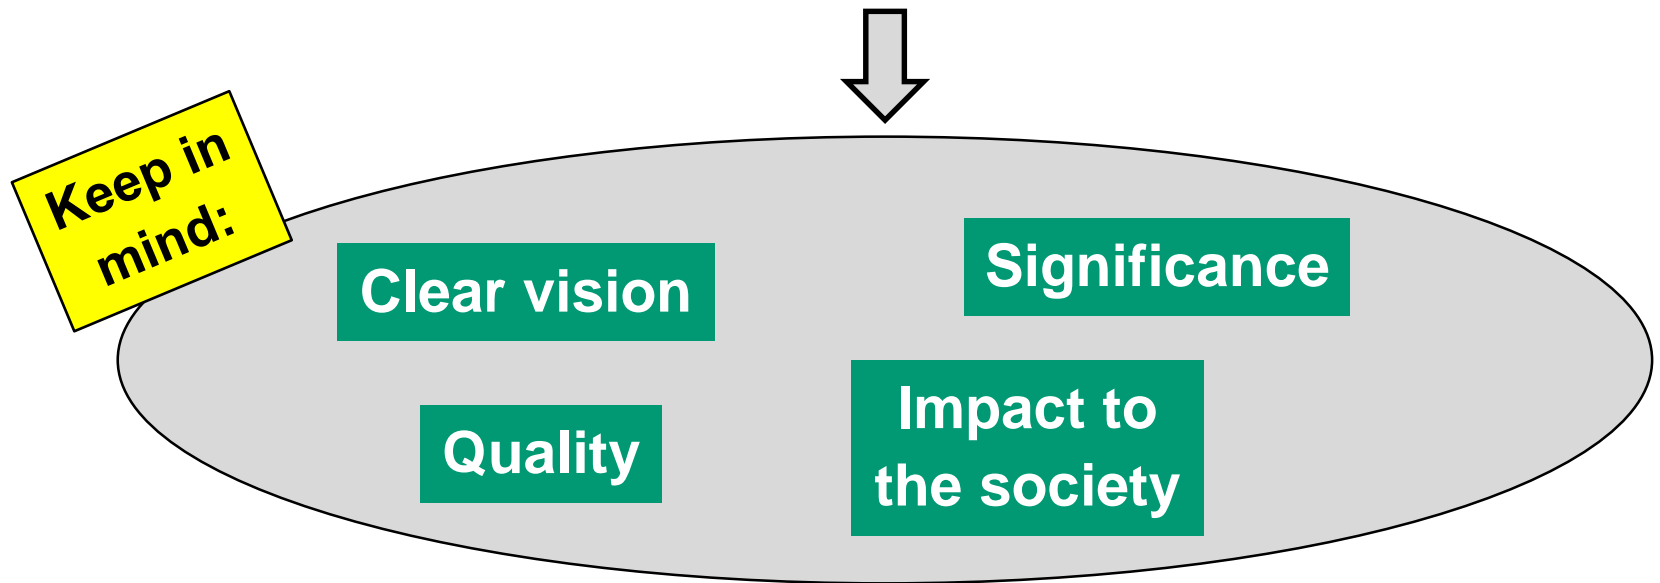 Keep in
mind:
Clear vision
Significance
Quality
Impact to
the society